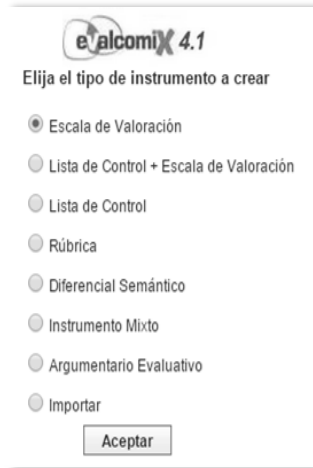 evalcomix 4.1
Elija el tipo de instrumento a crear
Escala de Valoración
Lista de Control + Escala de Valoración
Lista de Control
Rúbrica
Diferencial Semántico
Instrumento Mixto
Argumentario Evaluativo
Importar
Aceptar